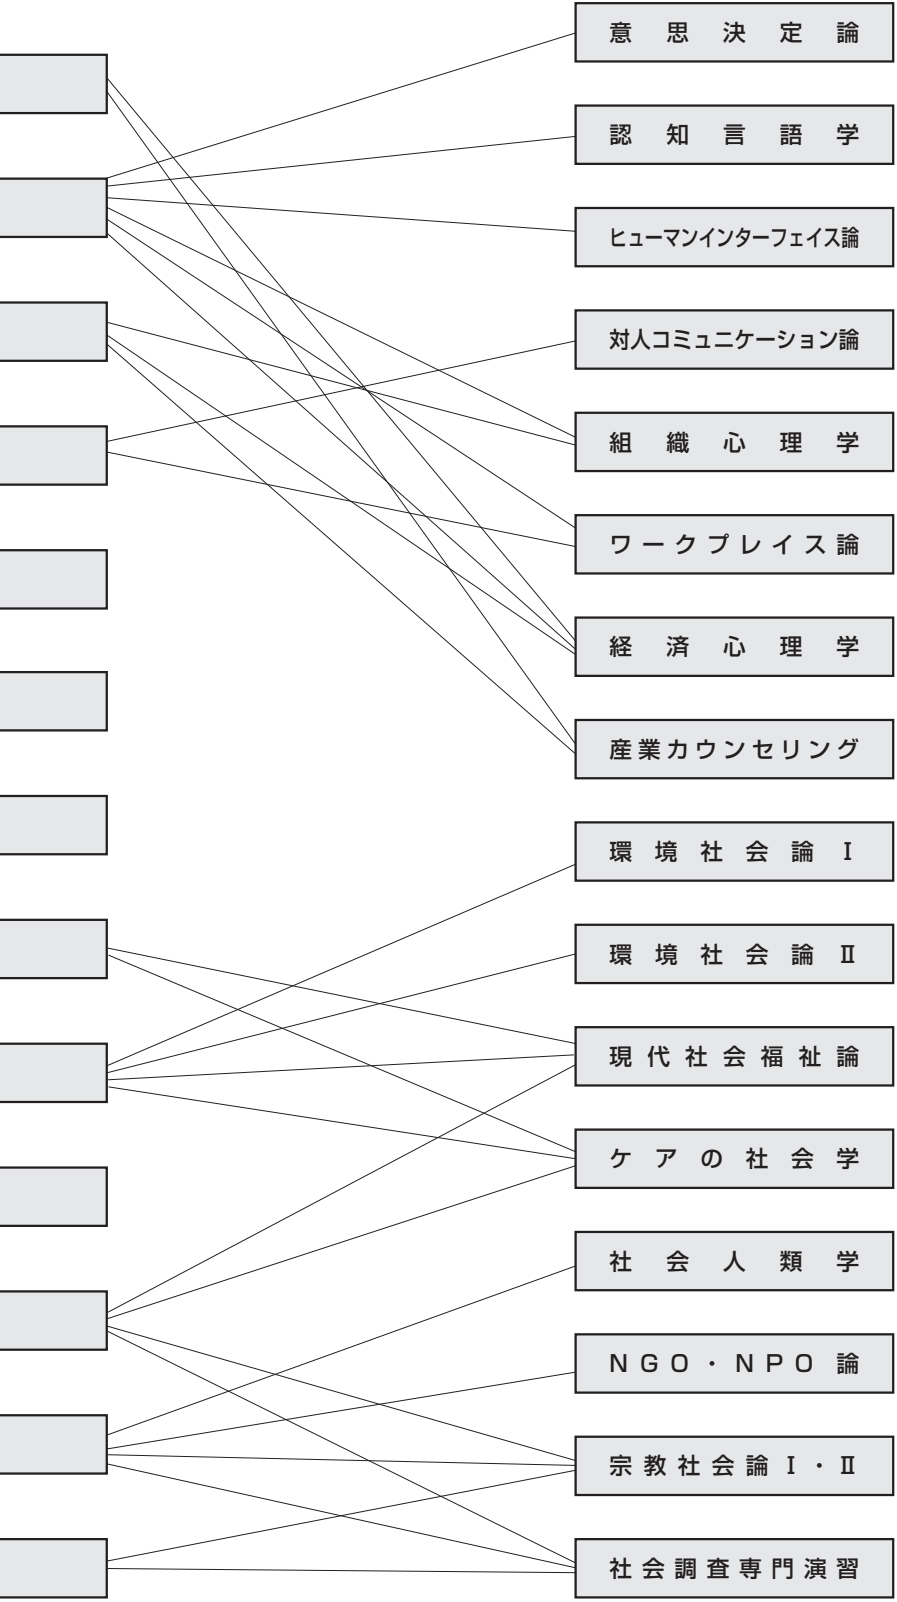 意思決定論
認知言語学
ヒューマンインターフェイス論
対人コミュニケーション論
組織心理学
ワークプレイス論
経済心理学
産業カウンセリング
環境社会論Ⅰ
環境社会論Ⅱ
現代社会福祉論
ケアの社会学
社会人類学
NGO・NPO論
宗教社会論Ⅰ・Ⅱ
社会調査専門演習